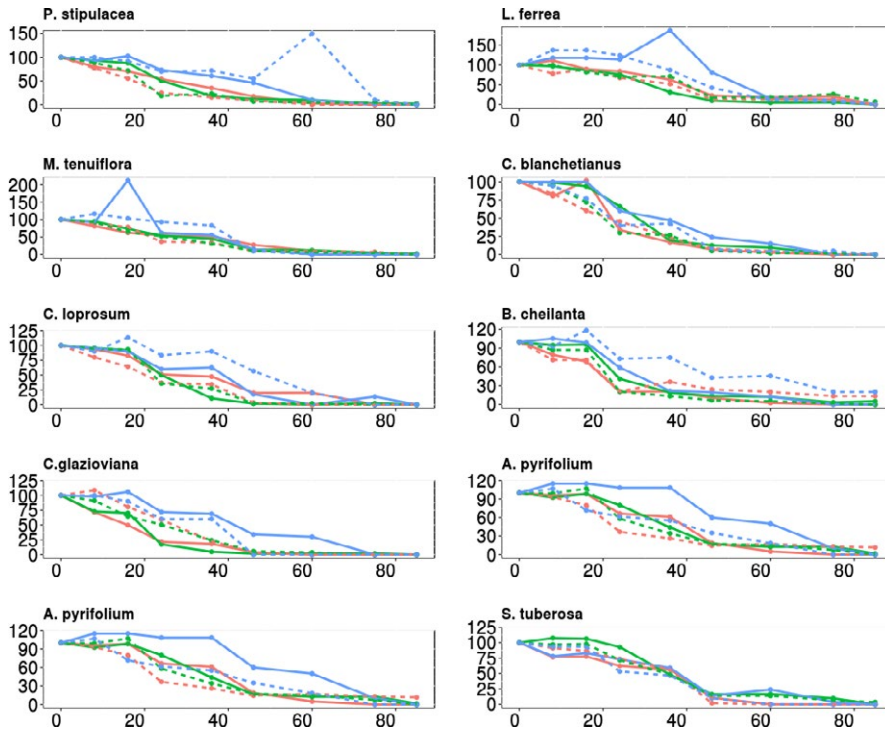 P. stipulacea
150
100
50
0
0 20 40 60 80
L. ferrea
150
100
50
0
0 20 40 60 80
M. tenuiflora
200
150
100
50
0
0 20 40 60 80
C. blanchetianus
100
75
50
25
0
0 20 40 60 80
C. loprosum
125
100
75
50
25
0
0 20 40 60 80
B. cheilanta
120
90
60
30
0
0 20 40 60 80
C.glazioviana
125
100
75
50
25
0
0 20 40 60 80
A. pyrifolium
120
90
60
30
0
0 20 40 60 80
A. pyrifolium
120
90
60
30
0
0 20 40 60 80
S. tuberosa
125
100
75
50
25
0
0 20 40 60 80